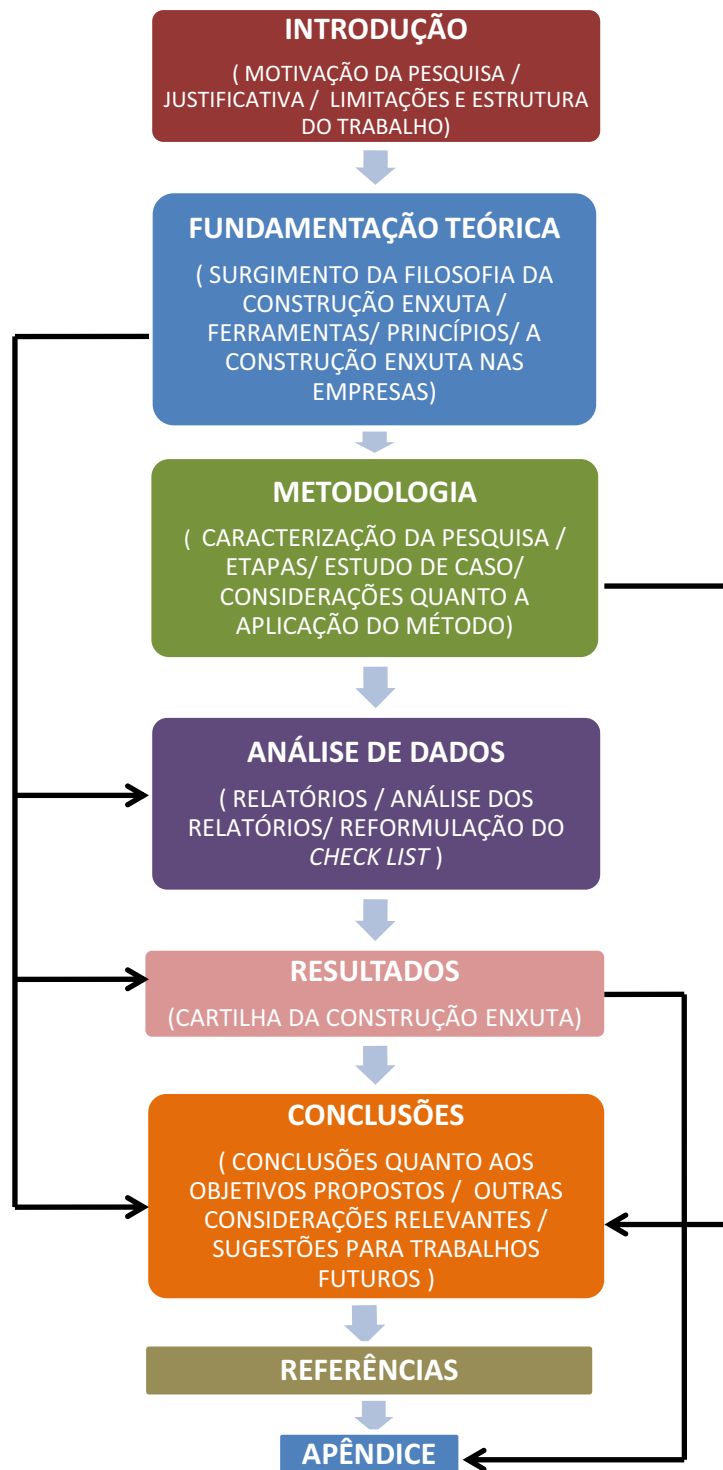 INTRODUÇÃO
( MOTIVAÇÃO DA PESQUISA /
JUSTIFICATIVA / LIMITAÇÕES E ESTRUTURA
DO TRABALHO)
FUNDAMENTAÇÃO TEÓRICA
( SURGIMENTO DA FILOSOFIA DA
CONSTRUÇÃO ENXUTA /
FERRAMENTAS/ PRINCÍPIOS/ A
CONSTRUÇÃO ENXUTA NAS
EMPRESAS)
METODOLOGIA
( CARACTERIZAÇÃO DA PESQUISA /
ETAPAS/ ESTUDO DE CASO/
CONSIDERAÇÕES QUANTO A
APLICAÇÃO DO MÉTODO)
ANÁLISE DE DADOS
( RELATÓRIOS / ANÁLISE DOS
RELATÓRIOS/ REFORMULAÇÃO DO
CHECK LIST )
RESULTADOS
(CARTILHA DA CONSTRUÇÃO ENXUTA)
CONCLUSÕES
( CONCLUSÕES QUANTO AOS
OBJETIVOS PROPOSTOS / OUTRAS
CONSIDERAÇÕES RELEVANTES /
SUGESTÕES PARA TRABALHOS
FUTUROS )
REFERÊNCIAS
APÊNDICE